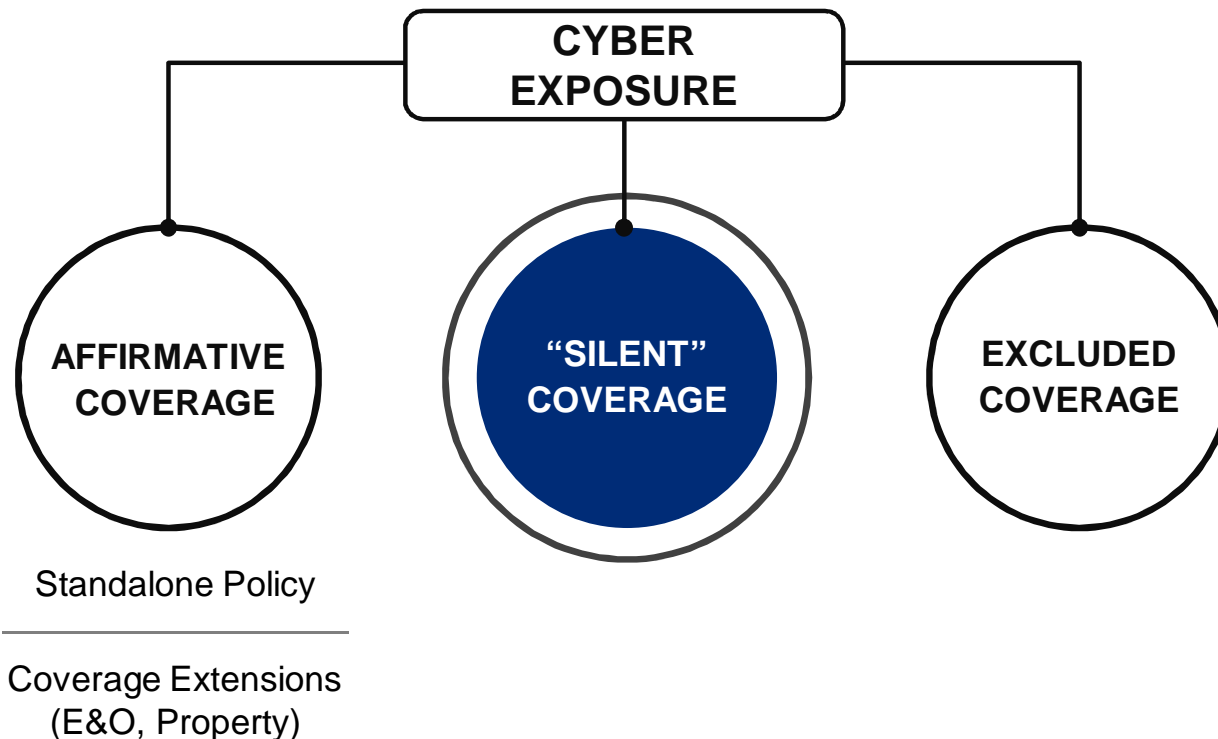 CYBER
EXPOSURE
AFFIRMATIVE
COVERAGE
“SILENT”
COVERAGE
EXCLUDED
COVERAGE
Standalone Policy
Coverage Extensions
(E&O, Property)